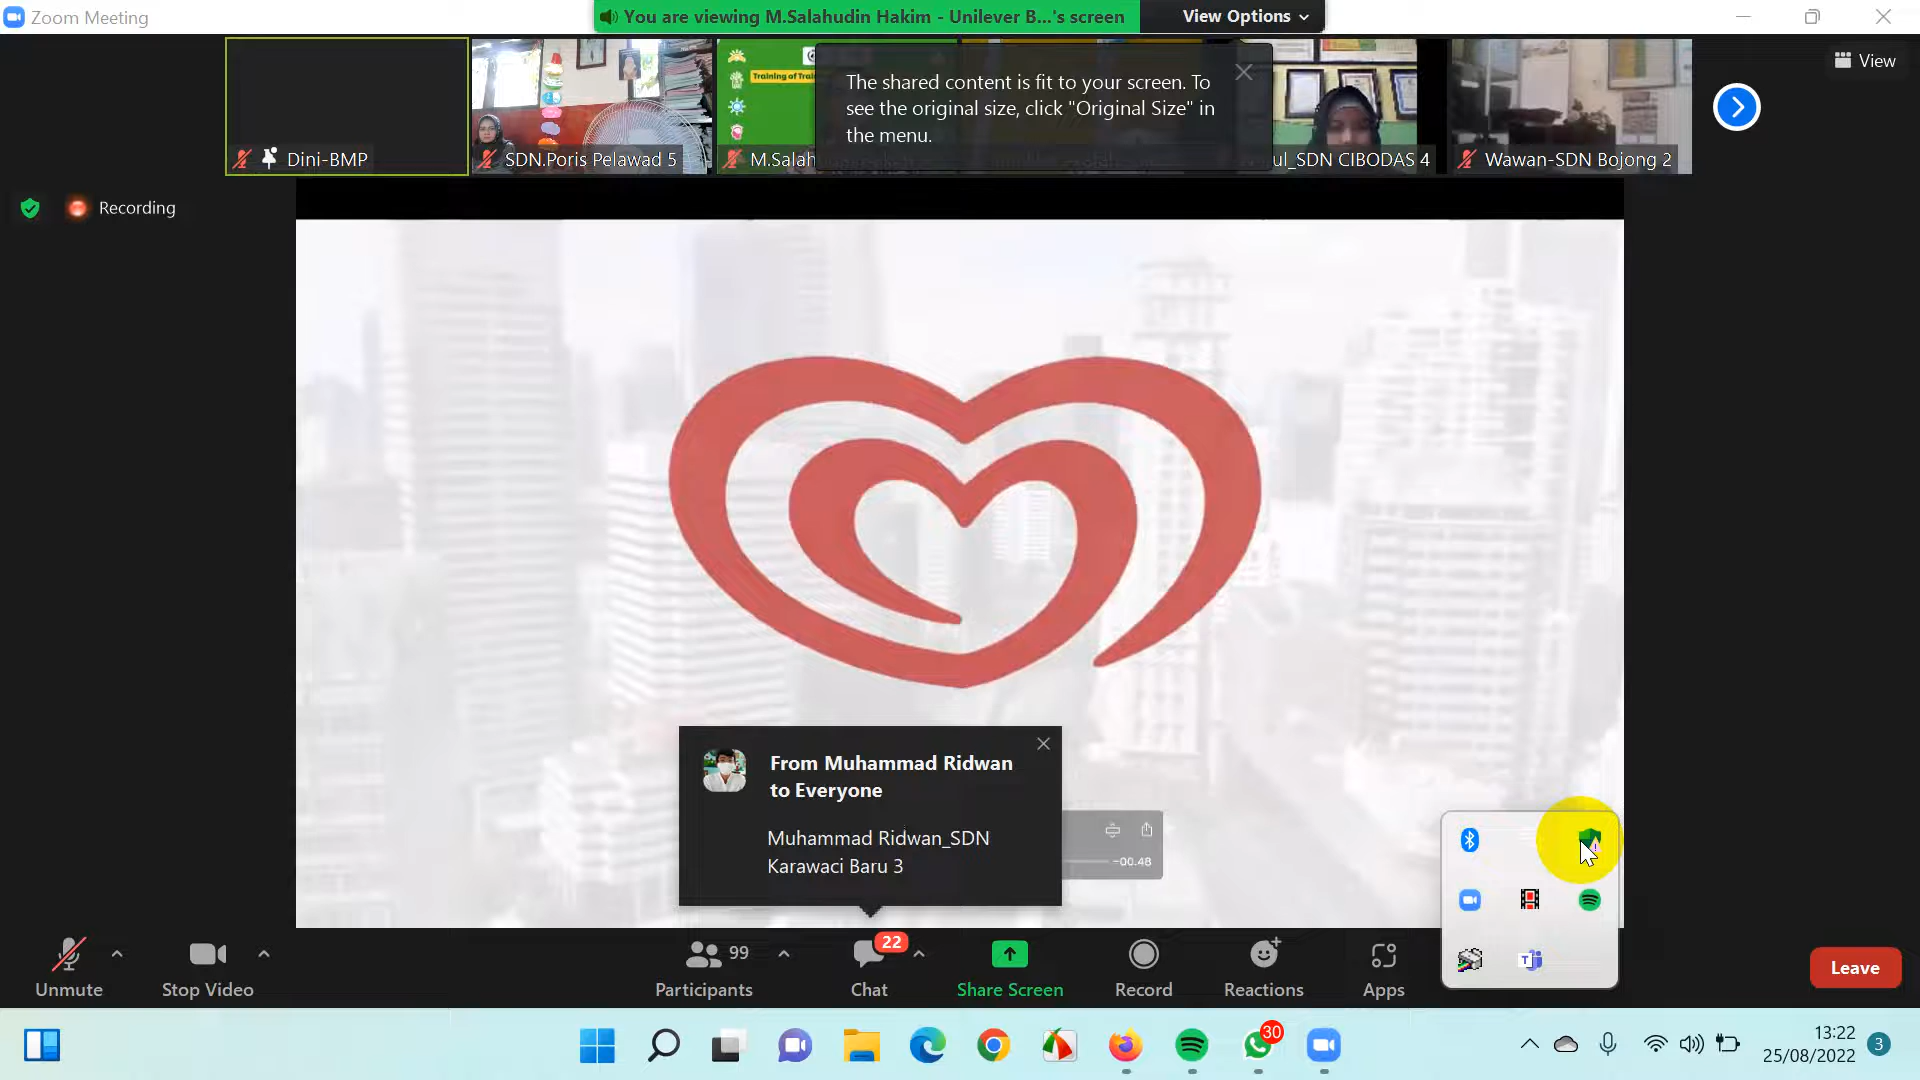 Zoom Meeting
You are viewing M.Salahudin Hakim - Unilever B...'s screen
View Options
View
Training of Trai
The shared content is fit to your screen. To
see the original size, click "Original Size" in
the menu.
Dini-BMP
SDN.Poris Pelawad 5
M.Salah
ul_SDN CIBODAS 4
Wawan-SDN Bojong 2
Recording
From Muhammad Ridwan
to Everyone
Muhammad Ridwan_SDN
Karawaci Baru 3
-00.48
Unmute
Stop Video
99
Participants
22
Chat
Share Screen
Record
Reactions
Apps
Leave
30
13:22
25/08/2022
3